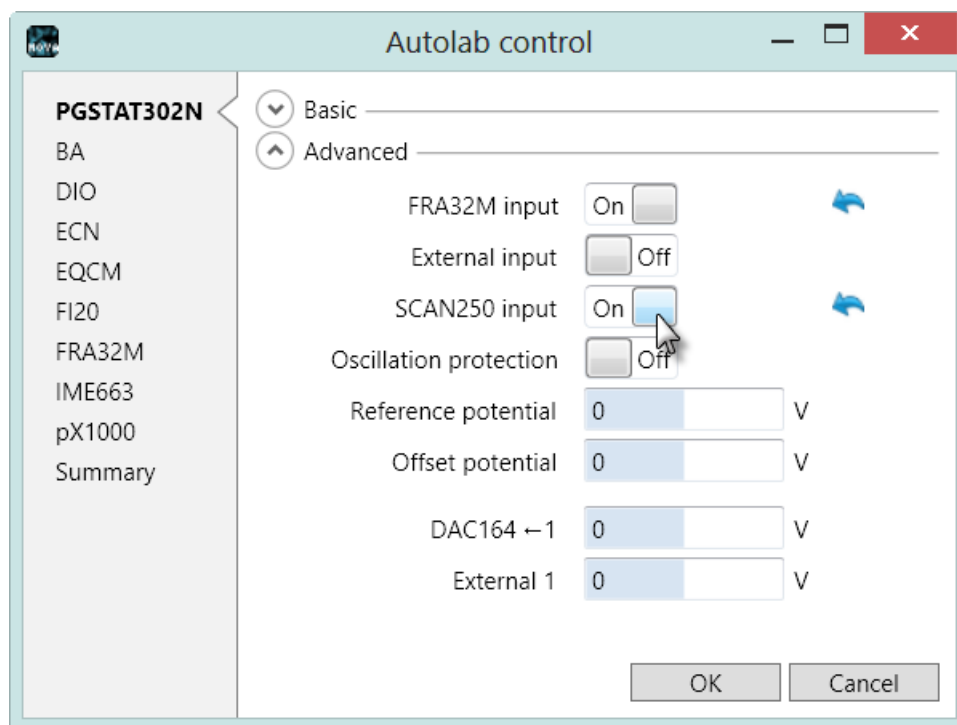 Autolab control
PGSTAT302N
BA
DIO
ECN
EQCM
FI20
FRA32M
IME663
pX1000
Summary
Basic
Advanced
FRA32M input On
External input Off
SCAN250 input On
Oscillation protection Off
Reference potential 0 V
Offset potential 0 V
DAC164 ←1 0 V
External 1 0 V
OK Cancel